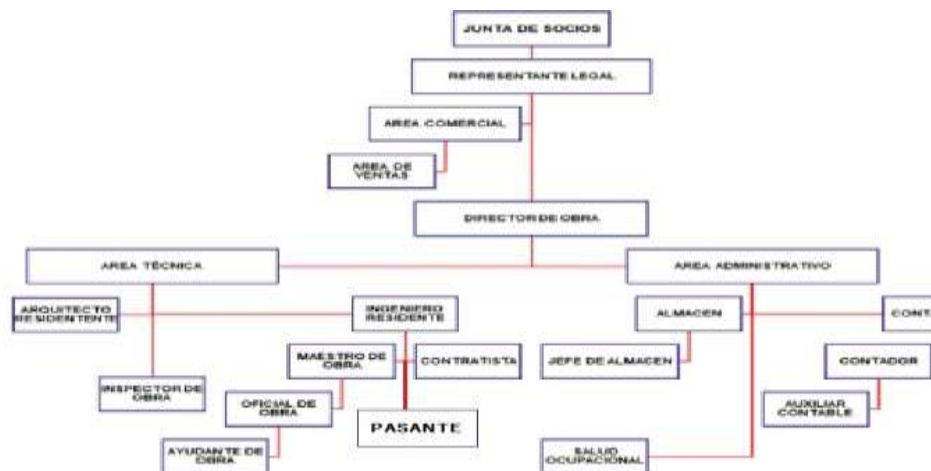 JUNTA DE SOCIOS
REPRESENTANTE LEGAL
AREA COMERCIAL
AREA DE
VENTAS
DIRECTOR DE OBRA
AREA TÉCNICA
AREA ADMINISTRATIVO
ARQUITECTO
RESIDENTENTE
INGENIERO
RESIDENTE
ALMACEN
CONTA
MAESTRO DE
OBRA
CONTRATISTA
JEFE DE ALMACEN
CONTADOR
INSPECTOR DE
OBRA
OFICIAL DE
OBRA
AUXILIAR
CONTABLE
PASANTE
AYUDANTE DE
OBRA
SALUD
OCUPACIONAL